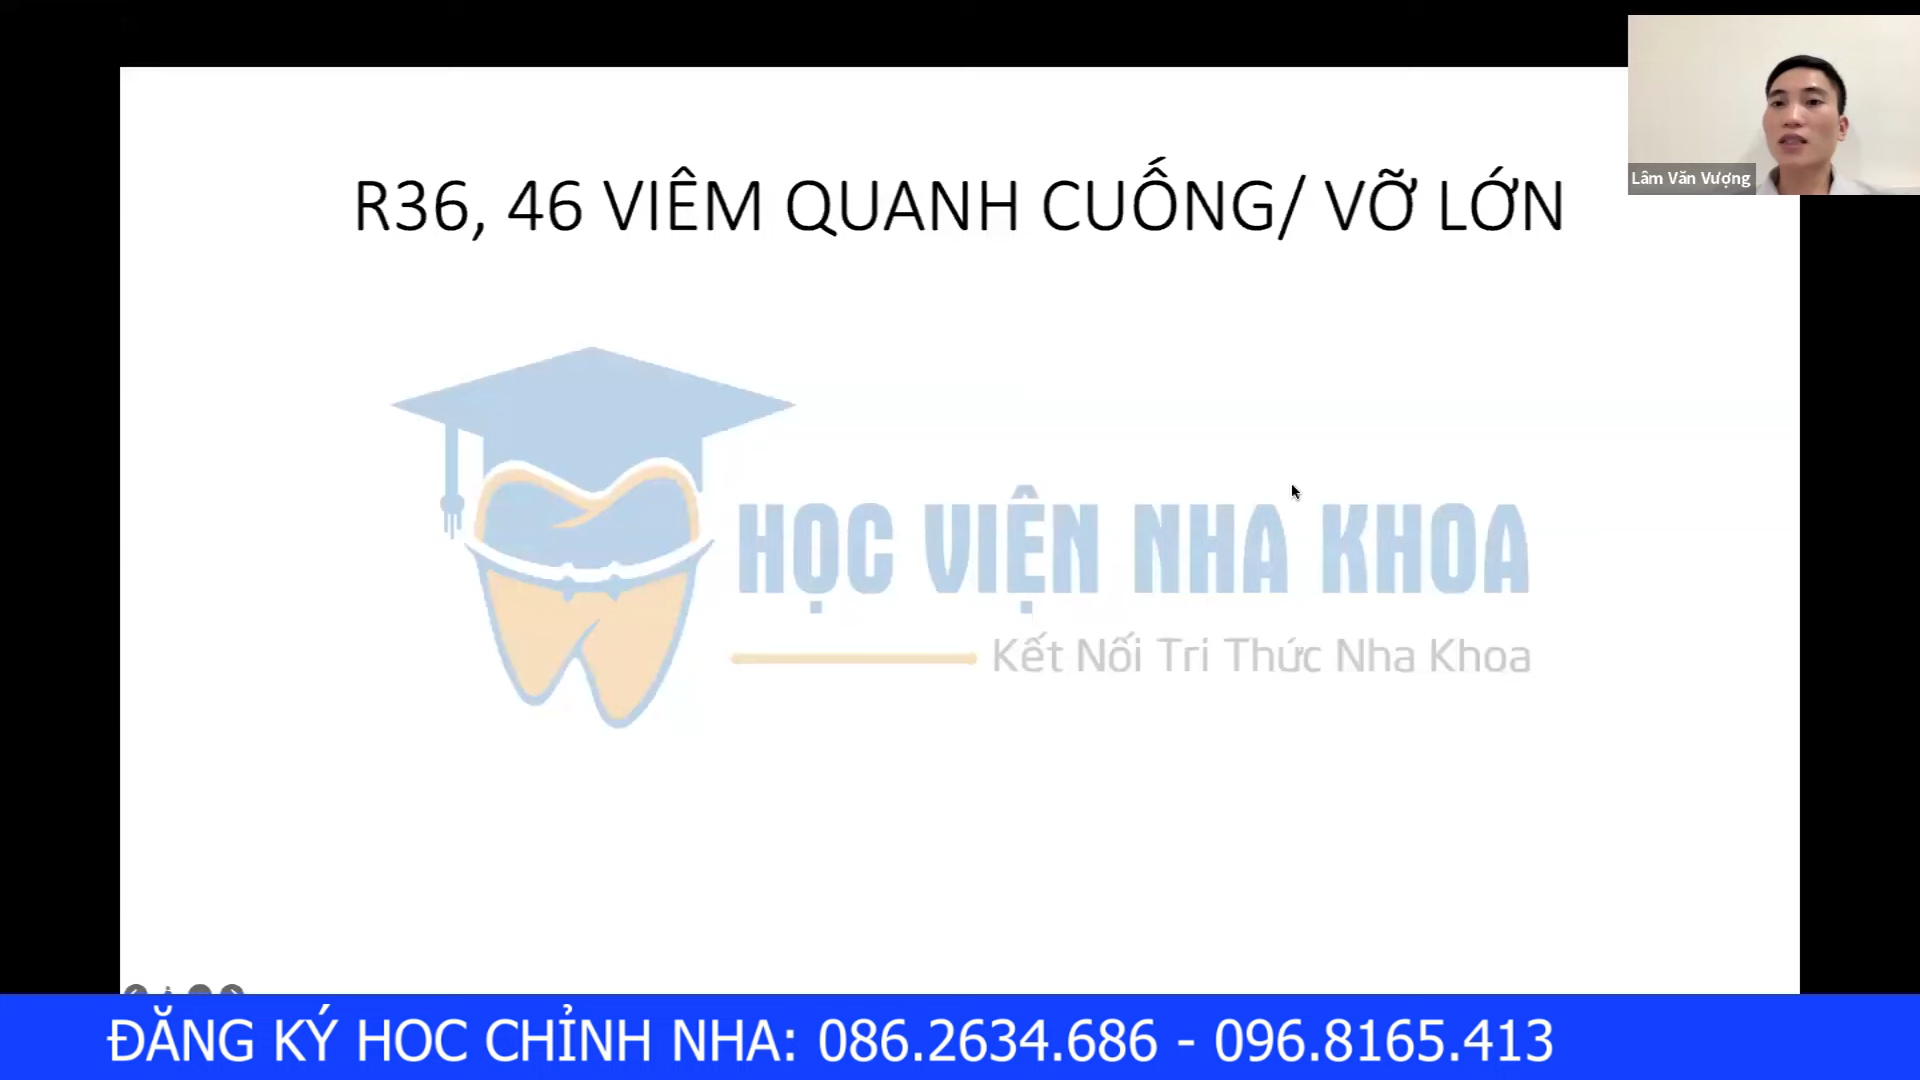 R36, 46 VIÊM QUANH CUỐNG/ VỠ LỚN
Lâm Văn Vượng
HỌC VIỆN NHA KHOA
Kết Nối Tri Thức Nha Khoa
ĐĂNG KÝ HOC CHỈNH NHA: 086.2634.686 - 096.8165.413